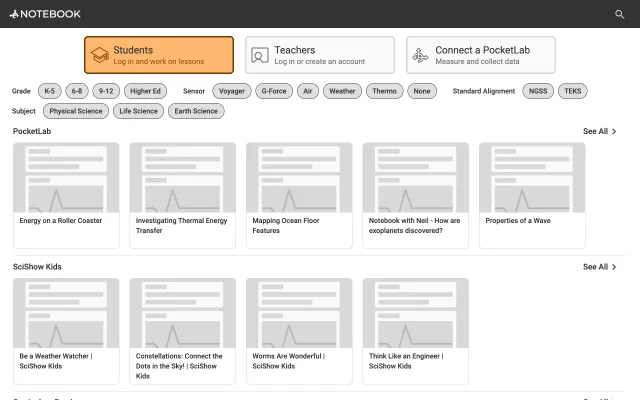 NOTEBOOK
Students
Log in and work on lessons
Teachers
Log in or create an account
Connect a PocketLab
Measure and collect data
Grade K-5 6-8 9-12 Higher Ed Sensor Voyager G-Force Air Weather Thermo None Standard Alignment NGSS TEKS
Subject Physical Science Life Science Earth Science
PocketLab See All
Energy on a Roller Coaster
Investigating Thermal Energy
Transfer
Mapping Ocean Floor
Features
Notebook with Neil - How are
exoplanets discovered?
Properties of a Wave
SciShow Kids See All
Be a Weather Watcher |
SciShow Kids
Constellations: Connect the
Dots in the Sky! | SciShow
Kids
Worms Are Wonderful |
SciShow Kids
Think Like an Engineer |
SciShow Kids